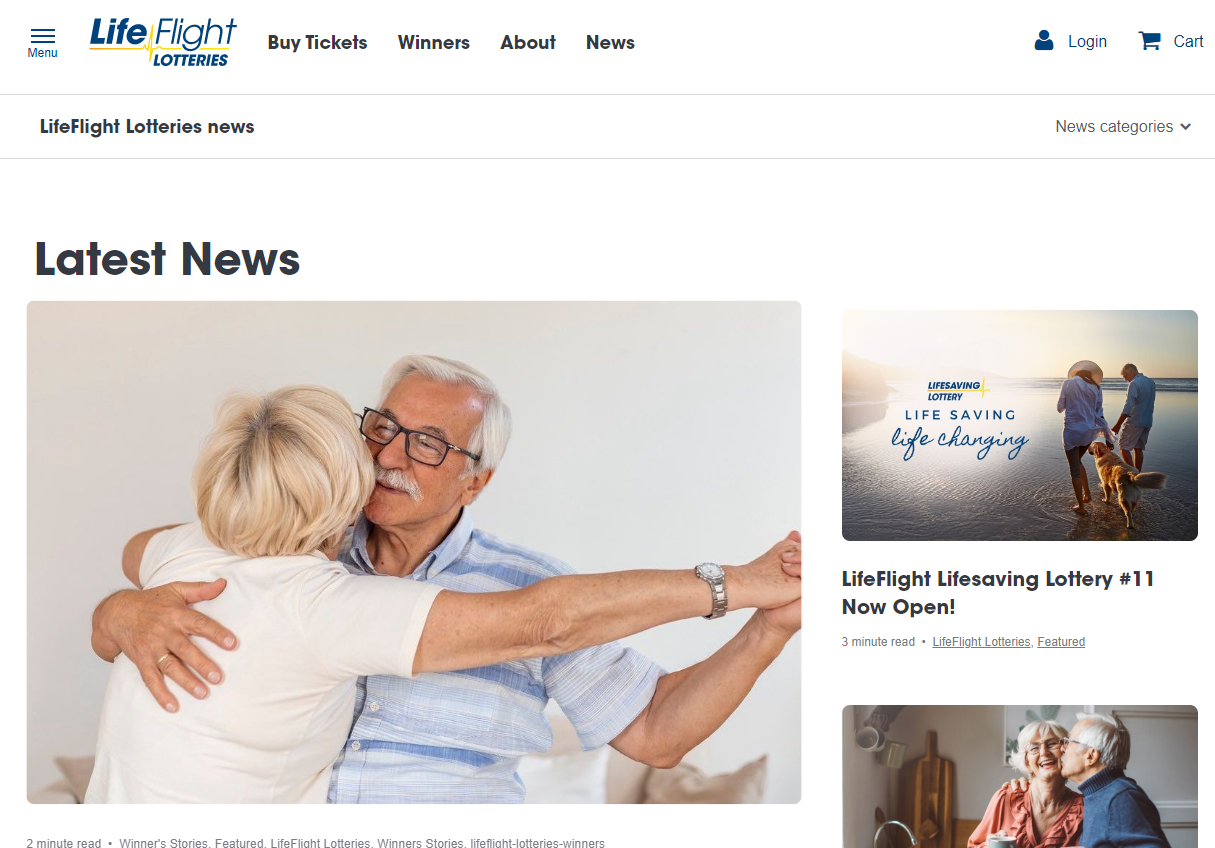 Menu
Life Flight
LOTTERIES
Buy Tickets
Winners
About
News
Login
Cart
LifeFlight Lotteries news
News categories
Latest News
LIFESAVING
LOTTERY
LIFE SAVING
life changing
LifeFlight Lifesaving Lottery #11
Now Open!
3 minute read • LifeFlight Lotteries, Featured
2 minute read • Winner's Stories, Featured, LifeFlight Lotteries, Winners Stories, lifeflight-lotteries-winners